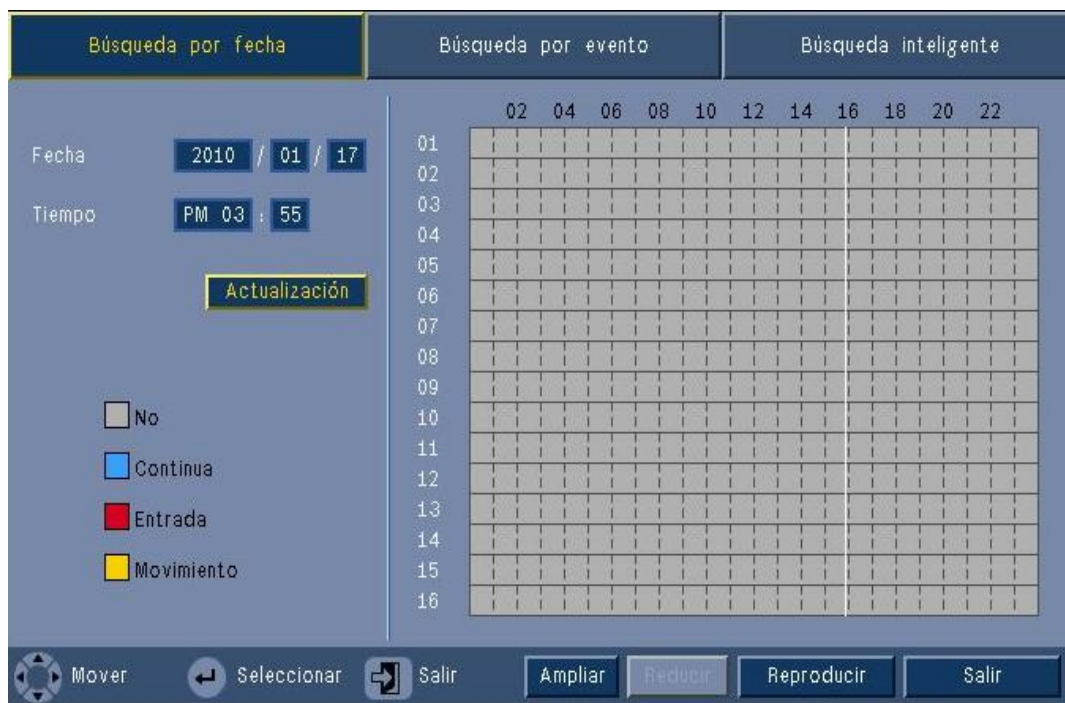 Búsqueda por fecha
Búsqueda por evento
Búsqueda inteligente
02 04 06 08 10 12 14 16 18 20 22
Fecha 2010 / 01 / 17
Tiempo PM 03 : 55
Actualización
No
Continua
Entrada
Movimiento
01
02
03
04
05
06
07
08
09
10
11
12
13
14
15
16
Mover
Seleccionar
Salir
Ampliar
Reducir
Reproducir
Salir